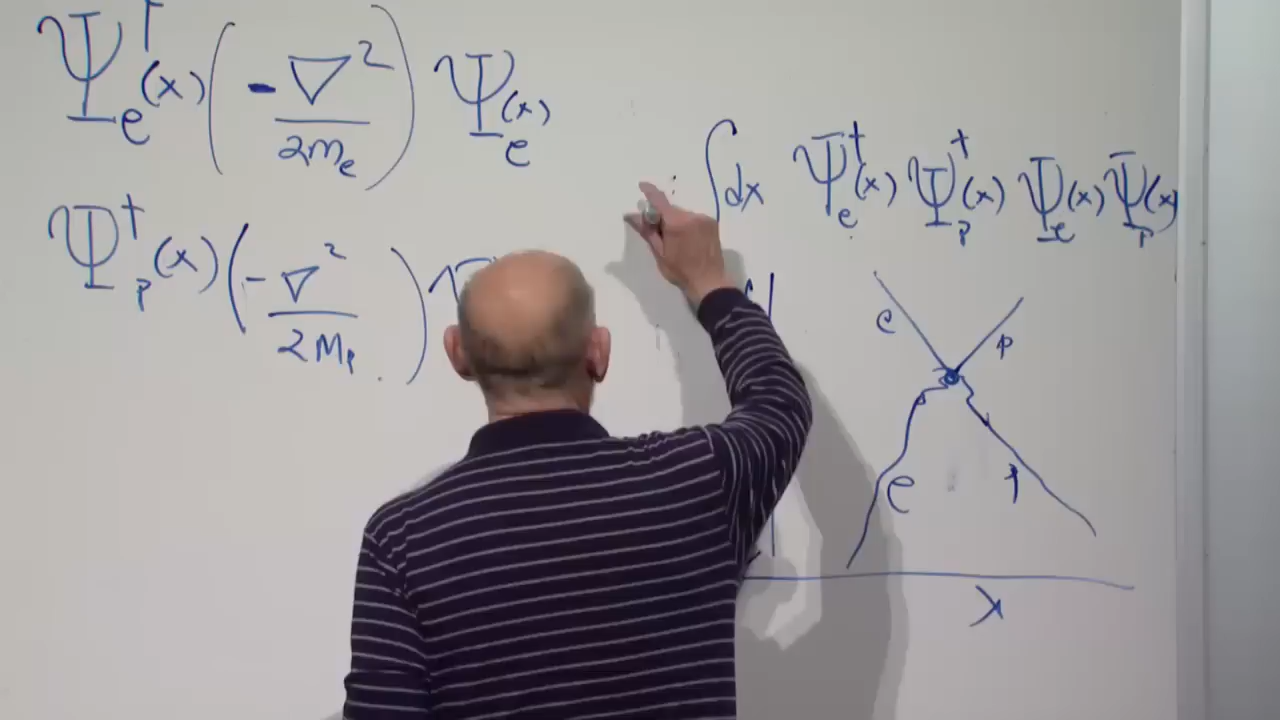 Ψ†e(x) (-∇²/2me) Ψe(x)
∫dx Ψ†e(x) Ψ†p(x) Ψe(x) Ψp(x)
Ψ†p(x) (-∇²/2Mp)
e p
e
x